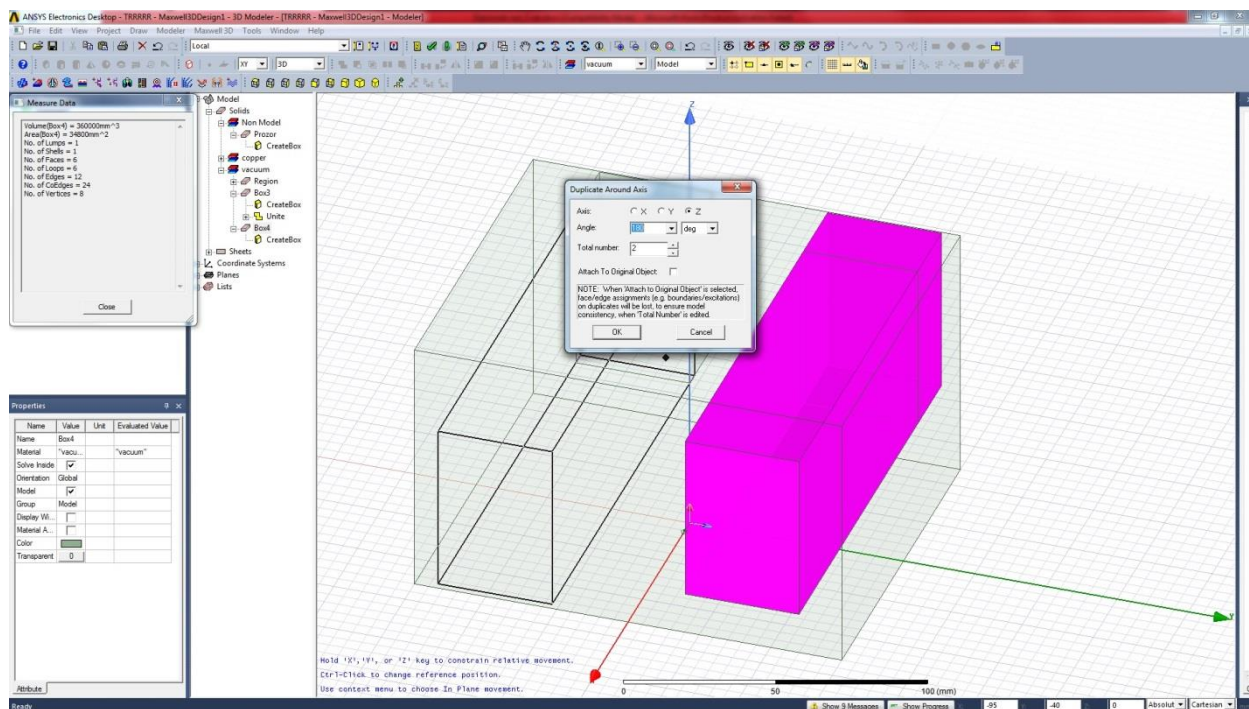 ANSYS Electronics Desktop - TRRRRR - Maxwell3DDesign1 - 3D Modeler - [TRRRRR - Maxwell3DDesign1 - Modeler]
File Edit View Project Draw Modeler Maxwell 3D Tools Window Help
Local
XY 3D vacuum Model
Measure Data
Volume(Box4) = 360000mm^3
Area(Box4) = 34800mm^2
No. of Lumps = 1
No. of Shells = 1
No. of Faces = 6
No. of Loops = 6
No. of Edges = 12
No. of CoEdges = 24
No. of Vertices = 8
Close
Model
Solids
Non Model
Prozor
CreateBox
copper
vacuum
Region
Box3
CreateBox
Unite
Box4
CreateBox
Sheets
Coordinate Systems
Planes
Lists
Z
Duplicate Around Axis
Axis: X Y Z
Angle: 180 deg
Total number: 2
Attach To Original Object:
NOTE: When 'Attach to Original Object' is selected,
face/edge assignments (e.g. boundaries/excitations)
on duplicates will be lost, to ensure model
consistency, when 'Total Number' is edited.
OK Cancel
Properties
Name Value Unit Evaluated Value
Name Box4
Material "vacu... "vacuum"
Solve Inside
Orientation Global
Model
Group Model
Display Wi...
Material A...
Color
Transparent 0
Attribute
Y
Hold 'X','Y', or 'Z' key to constrain relative movement.
Ctrl-Click to change reference position.
Use context menu to choose In Plane movement.
0 50 100 (mm)
Ready Show 9 Messages Show Progress -95 -40 0 Absolut Cartesian